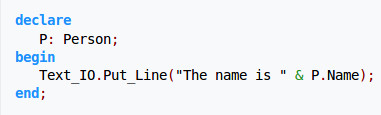 declare
   P: Person;
begin
   Text_IO.Put_Line("The name is " & P.Name);
end;